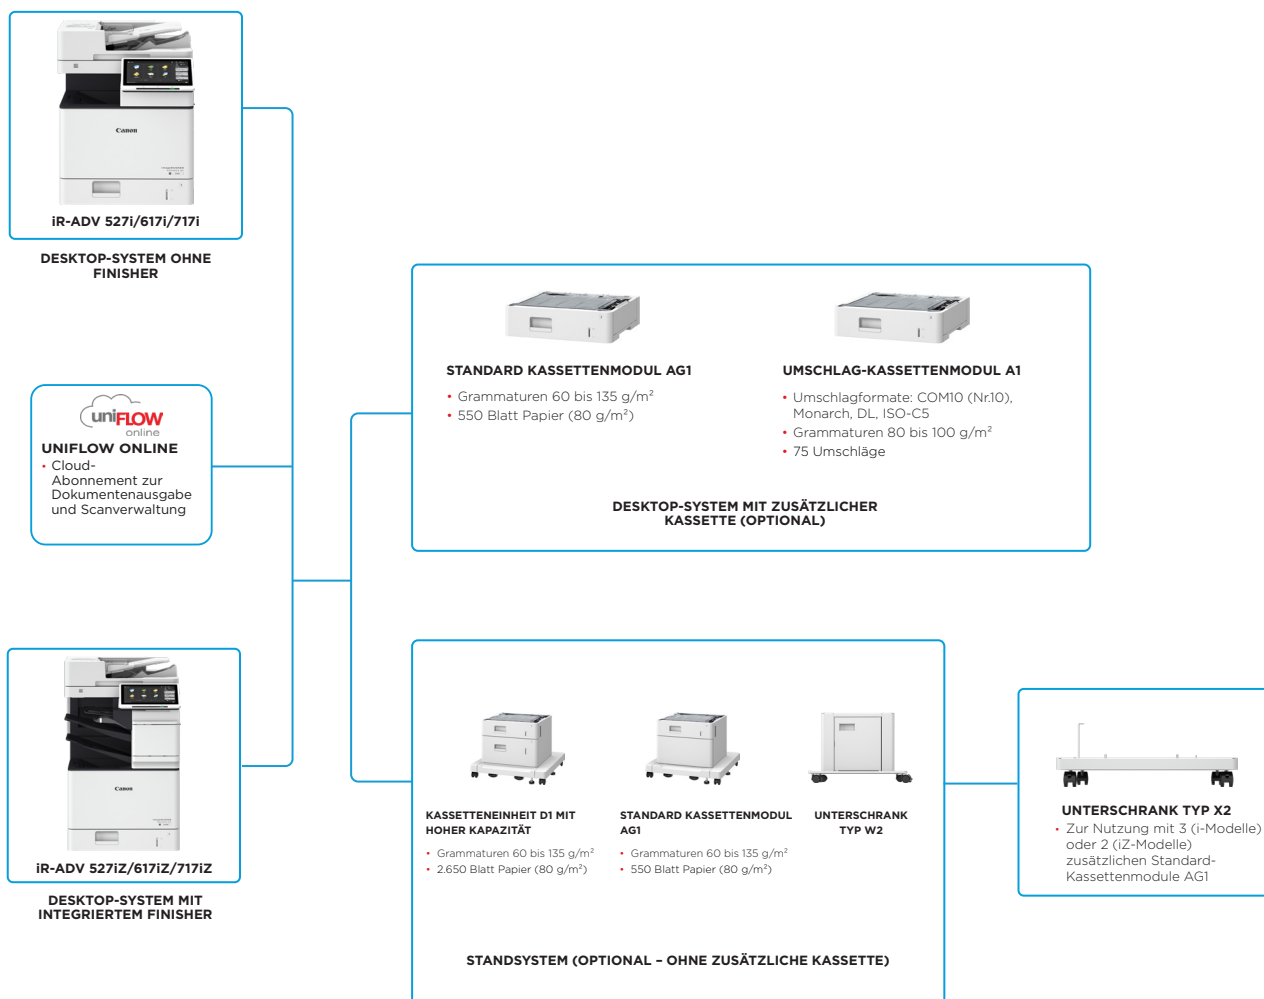 Canon
iR-ADV 527i/617i/717i
DESKTOP-SYSTEM OHNE
FINISHER
uniFLOW
online
UNIFLOW ONLINE
• Cloud-
Abonnement zur
Dokumentenausgabe
und Scanverwaltung
Canon
iR-ADV 527iZ/617iZ/717iZ
DESKTOP-SYSTEM MIT
INTEGRIERTEM FINISHER
STANDARD KASSETTENMODUL AG1
• Grammaturen 60 bis 135 g/m²
• 550 Blatt Papier (80 g/m²)
UMSCHLAG-KASSETTENMODUL A1
• Umschlagformate: COM10 (Nr.10),
Monarch, DL, ISO-C5
• Grammaturen 80 bis 100 g/m²
• 75 Umschläge
DESKTOP-SYSTEM MIT ZUSÄTZLICHER
KASSETTE (OPTIONAL)
KASSETTENEINHEIT D1 MIT
HOHER KAPAZITÄT
• Grammaturen 60 bis 135 g/m²
• 2.650 Blatt Papier (80 g/m²)
STANDARD KASSETTENMODUL
AG1
• Grammaturen 60 bis 135 g/m²
• 550 Blatt Papier (80 g/m²)
UNTERSCHRANK
TYP W2
STANDSYSTEM (OPTIONAL – OHNE ZUSÄTZLICHE KASSETTE)
UNTERSCHRANK TYP X2
• Zur Nutzung mit 3 (i-Modelle)
oder 2 (iZ-Modelle)
zusätzlichen Standard-
Kassettenmodule AG1